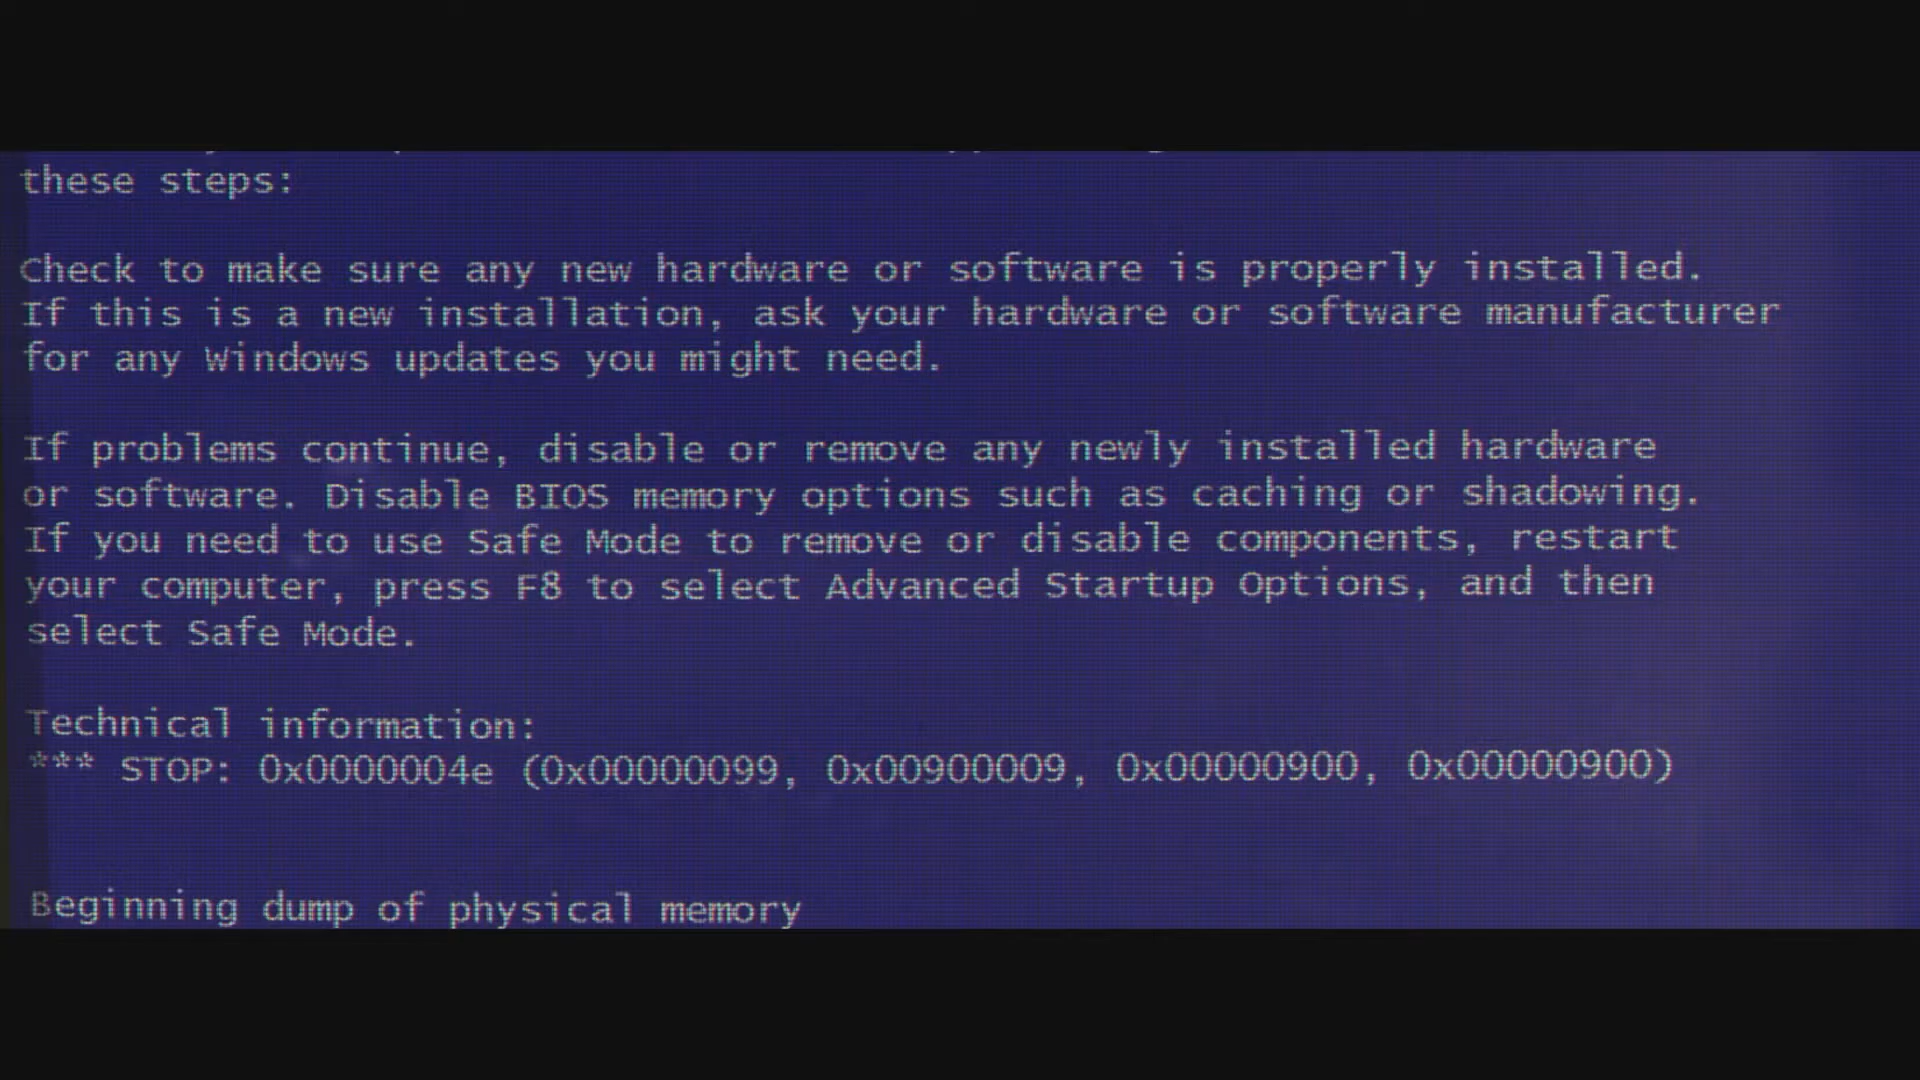 these steps:
Check to make sure any new hardware or software is properly installed.
If this is a new installation, ask your hardware or software manufacturer
for any Windows updates you might need.
If problems continue, disable or remove any newly installed hardware
or software. Disable BIOS memory options such as caching or shadowing.
If you need to use Safe Mode to remove or disable components, restart
your computer, press F8 to select Advanced Startup Options, and then
select Safe Mode.
Technical information:
*** STOP: 0x0000004e (0x00000099, 0x00900009, 0x00000900, 0x00000900)
Beginning dump of physical memory